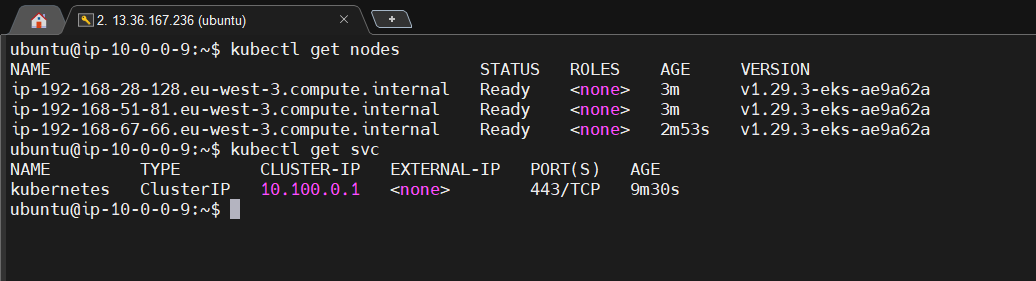 2. 13.36.167.236 (ubuntu)
ubuntu@ip-10-0-0-9:~$ kubectl get nodes
NAME STATUS ROLES AGE VERSION
ip-192-168-28-128.eu-west-3.compute.internal Ready <none> 3m v1.29.3-eks-ae9a62a
ip-192-168-51-81.eu-west-3.compute.internal Ready <none> 3m v1.29.3-eks-ae9a62a
ip-192-168-67-66.eu-west-3.compute.internal Ready <none> 2m53s v1.29.3-eks-ae9a62a
ubuntu@ip-10-0-0-9:~$ kubectl get svc
NAME TYPE CLUSTER-IP EXTERNAL-IP PORT(S) AGE
kubernetes ClusterIP 10.100.0.1 <none> 443/TCP 9m30s
ubuntu@ip-10-0-0-9:~$